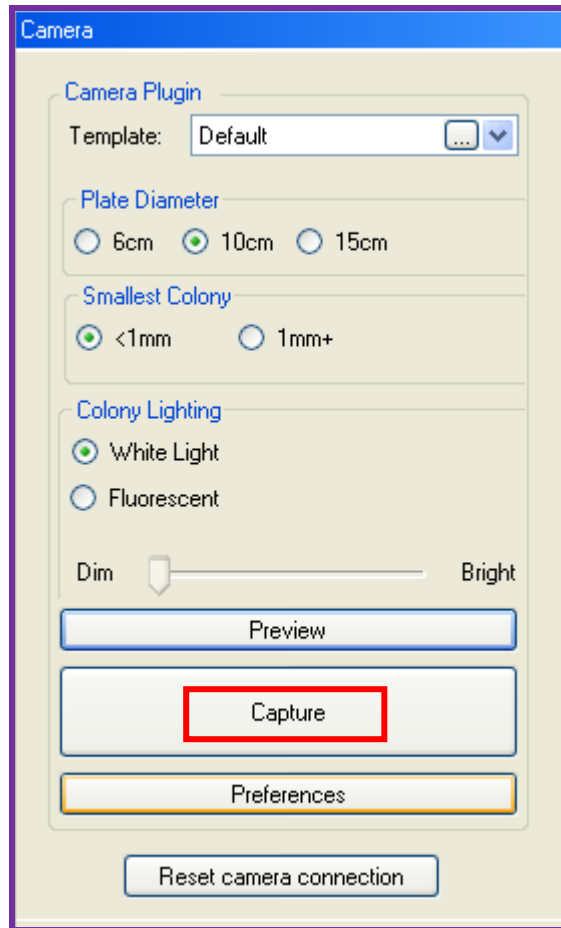 Camera
Camera Plugin
Template: Default ...
Plate Diameter
6cm 10cm 15cm
Smallest Colony
<1mm 1mm+
Colony Lighting
White Light
Fluorescent
Dim Bright
Preview
Capture
Preferences
Reset camera connection